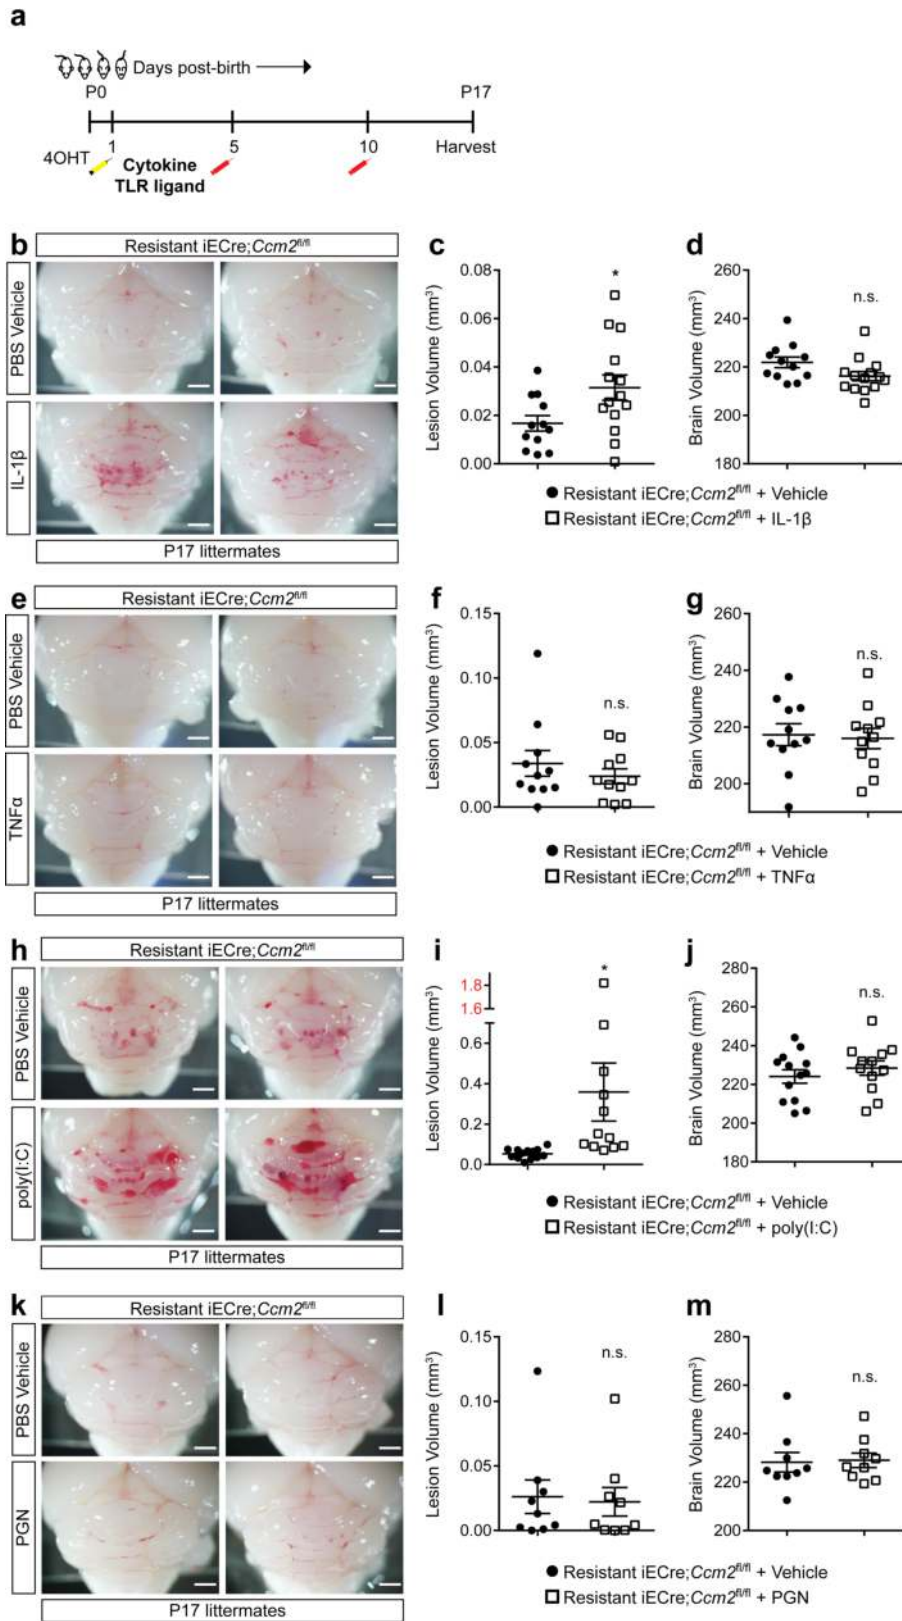 a
Days post-birth
P0 P17
1 5 10 Harvest
4OHT Cytokine
TLR ligand
b
Resistant iECre;Ccm2fl/fl
PBS Vehicle
IL-1β
P17 littermates
c
Lesion Volume (mm³)
0.08
0.06
0.04
0.02
0.00
*
d
Brain Volume (mm³)
240
220
200
180
n.s.
Resistant iECre;Ccm2fl/fl + Vehicle
Resistant iECre;Ccm2fl/fl + IL-1β
e
Resistant iECre;Ccm2fl/fl
PBS Vehicle
TNFα
P17 littermates
f
Lesion Volume (mm³)
0.15
0.10
0.05
0.00
n.s.
g
Brain Volume (mm³)
260
240
220
200
n.s.
Resistant iECre;Ccm2fl/fl + Vehicle
Resistant iECre;Ccm2fl/fl + TNFα
h
Resistant iECre;Ccm2fl/fl
PBS Vehicle
poly(I:C)
P17 littermates
i
Lesion Volume (mm³)
1.8
1.6
0.6
0.4
0.2
0.0
*
j
Brain Volume (mm³)
280
260
240
220
200
180
n.s.
Resistant iECre;Ccm2fl/fl + Vehicle
Resistant iECre;Ccm2fl/fl + poly(I:C)
k
Resistant iECre;Ccm2fl/fl
PBS Vehicle
PGN
P17 littermates
l
Lesion Volume (mm³)
0.15
0.10
0.05
0.00
n.s.
m
Brain Volume (mm³)
280
260
240
220
200
n.s.
Resistant iECre;Ccm2fl/fl + Vehicle
Resistant iECre;Ccm2fl/fl + PGN